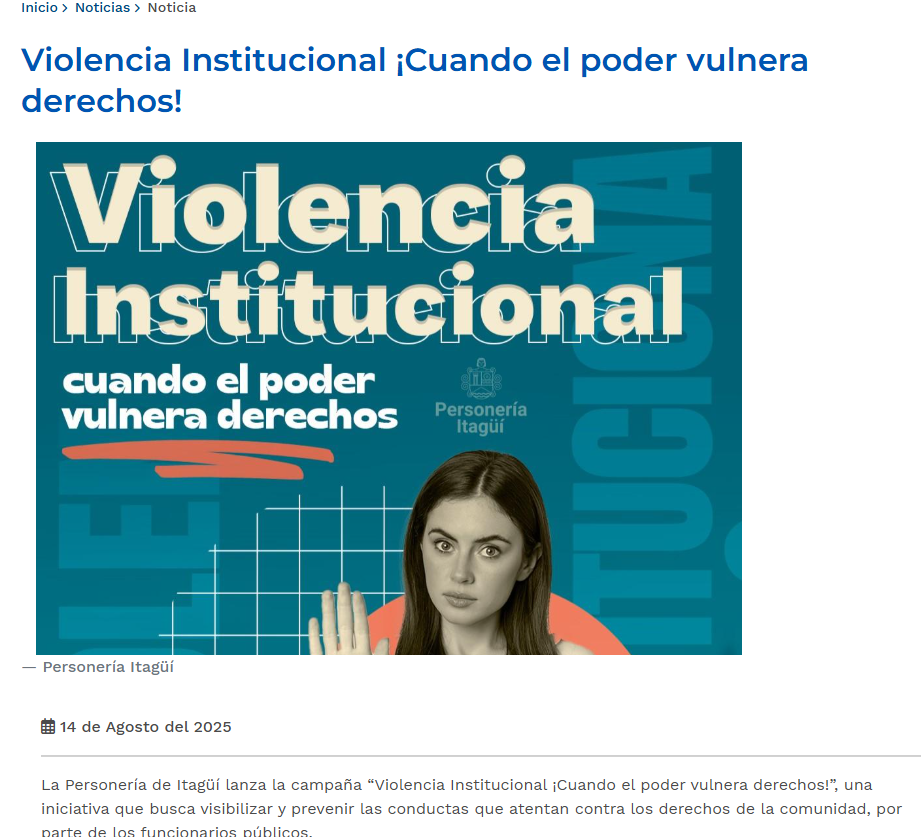 Inicio > Noticias > Noticia
Violencia Institucional ¡Cuando el poder vulnera
derechos!
Violencia
Institucional
cuando el poder
vulnera derechos
Personería
Itagüí
— Personería Itagüí
14 de Agosto del 2025
La Personería de Itagüí lanza la campaña “Violencia Institucional ¡Cuando el poder vulnera derechos!”, una
iniciativa que busca visibilizar y prevenir las conductas que atentan contra los derechos de la comunidad, por
parte de los funcionarios públicos.